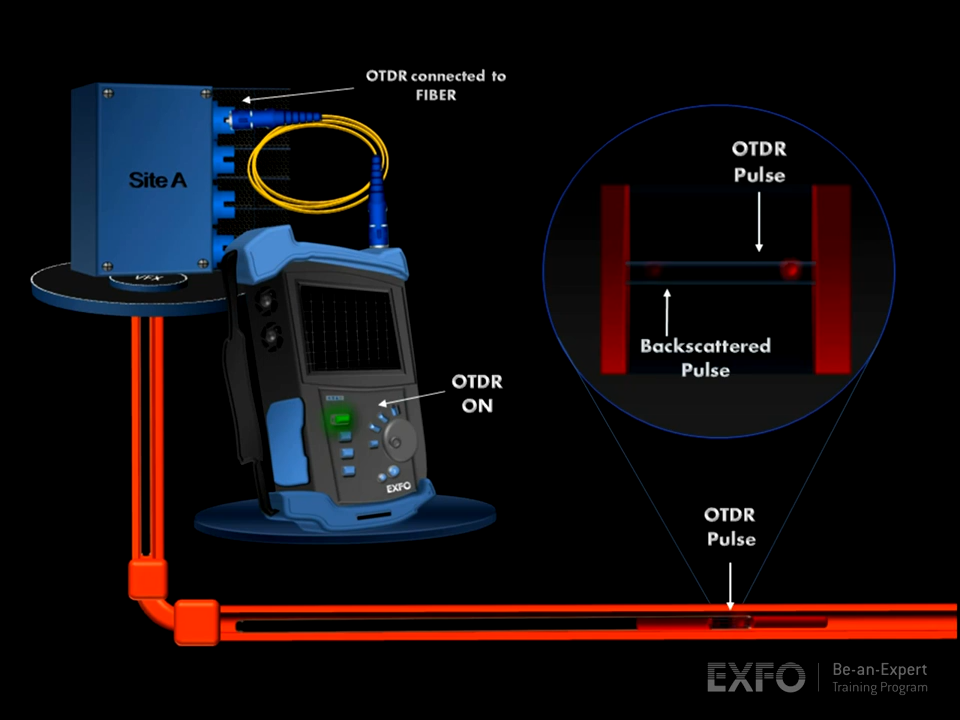 OTDR connected to
FIBER
Site A
VFX
OTDR
Pulse
Backscattered
Pulse
OTDR
ON
EXFO
OTDR
Pulse
EXFO
Be-an-Expert
Training Program